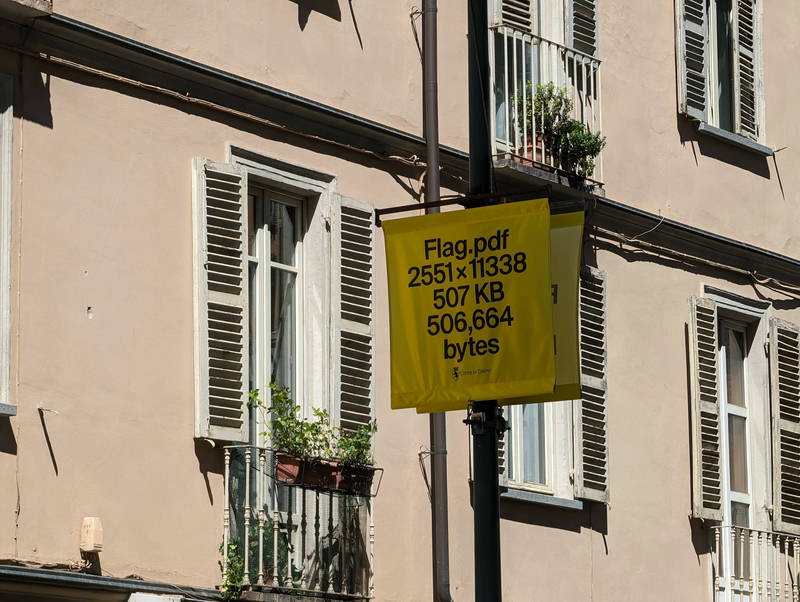 Flag.pdf
2551×11338
507 KB
506,664
bytes